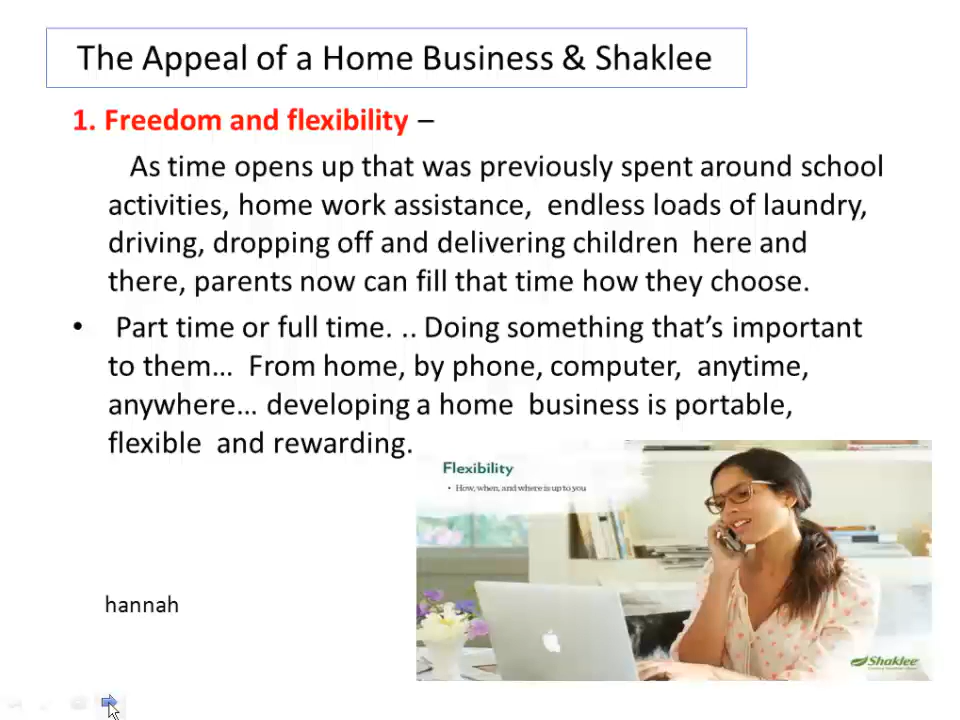 The Appeal of a Home Business & Shaklee
1. Freedom and flexibility –
As time opens up that was previously spent around school
activities, home work assistance, endless loads of laundry,
driving, dropping off and delivering children here and
there, parents now can fill that time how they choose.
• Part time or full time. .. Doing something that’s important
to them… From home, by phone, computer, anytime,
anywhere… developing a home business is portable,
flexible and rewarding.
Flexibility
• How, when, and where is up to you
hannah
Shaklee